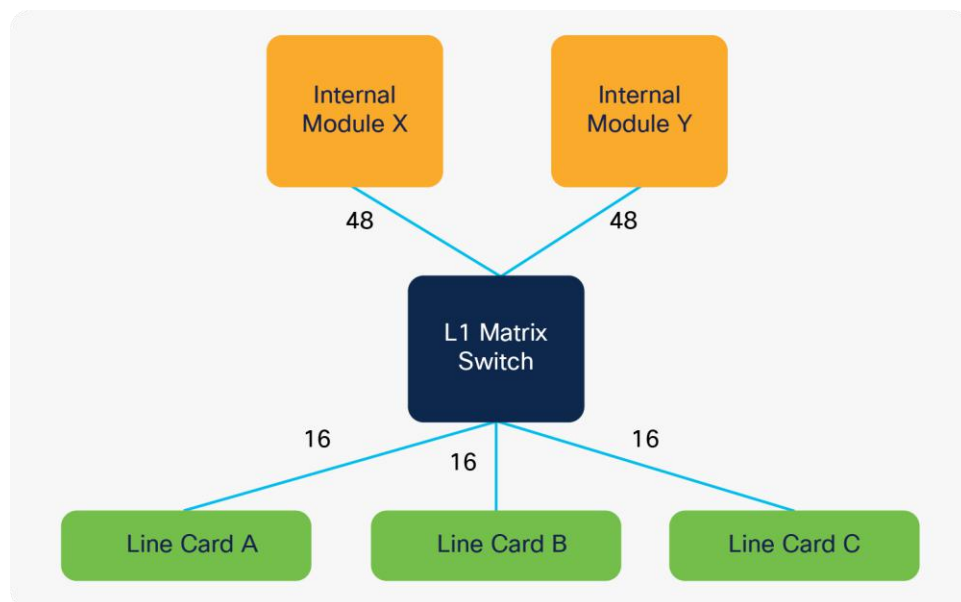 Internal
Module X
Internal
Module Y
48
48
L1 Matrix
Switch
16
16
16
Line Card A
Line Card B
Line Card C